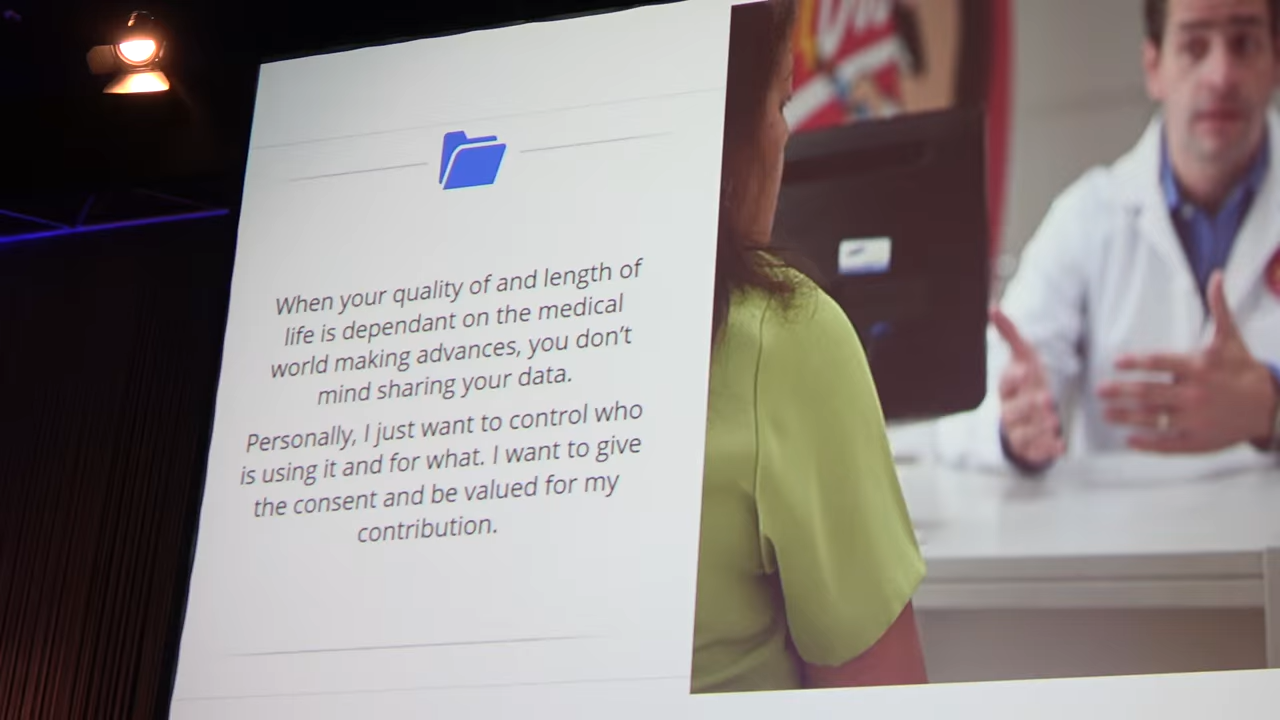 When your quality of and length of
life is dependant on the medical
world making advances, you don't
mind sharing your data.
Personally, I just want to control who
is using it and for what. I want to give
the consent and be valued for my
contribution.